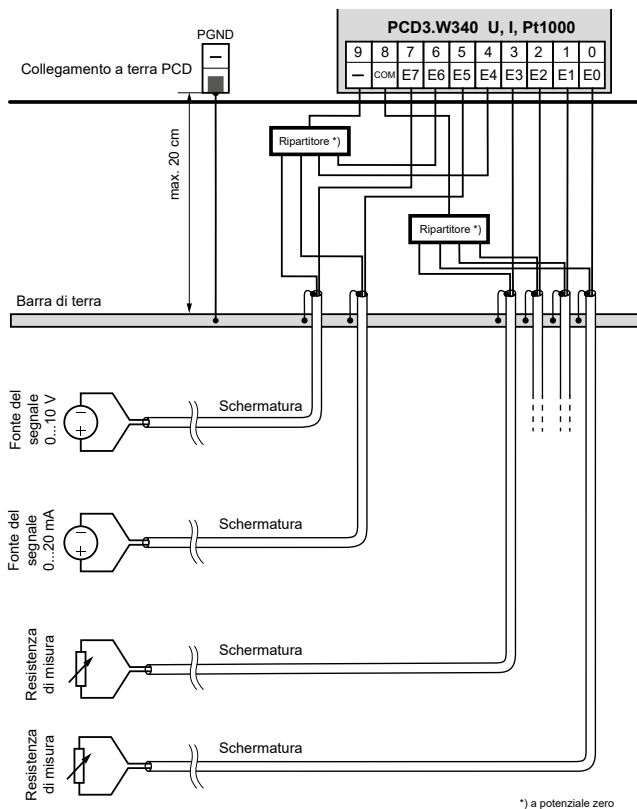 PGND
–
Collegamento a terra PCD
PCD3.W340 U, I, Pt1000
9 8 7 6 5 4 3 2 1 0
– COM E7 E6 E5 E4 E3 E2 E1 E0
max. 20 cm
Ripartitore *)
Ripartitore *)
Barra di terra
Fonte del
segnale
0...10 V
–
+
Schermatura
Fonte del
segnale
0...20 mA
–
+
Schermatura
Resistenza
di misura
Schermatura
Resistenza
di misura
Schermatura
*) a potenziale zero